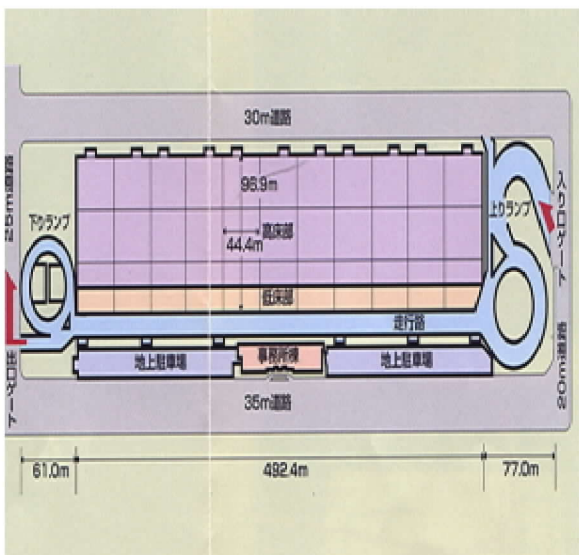 30m道路
25m道路
下りランプ
96.9m
高床部
44.4m
上りランプ
入り口ゲート
低床部
走行路
地上駐車場
事務所棟
地上駐車場
出口ゲート
35m道路
20m道路
61.0m
492.4m
77.0m